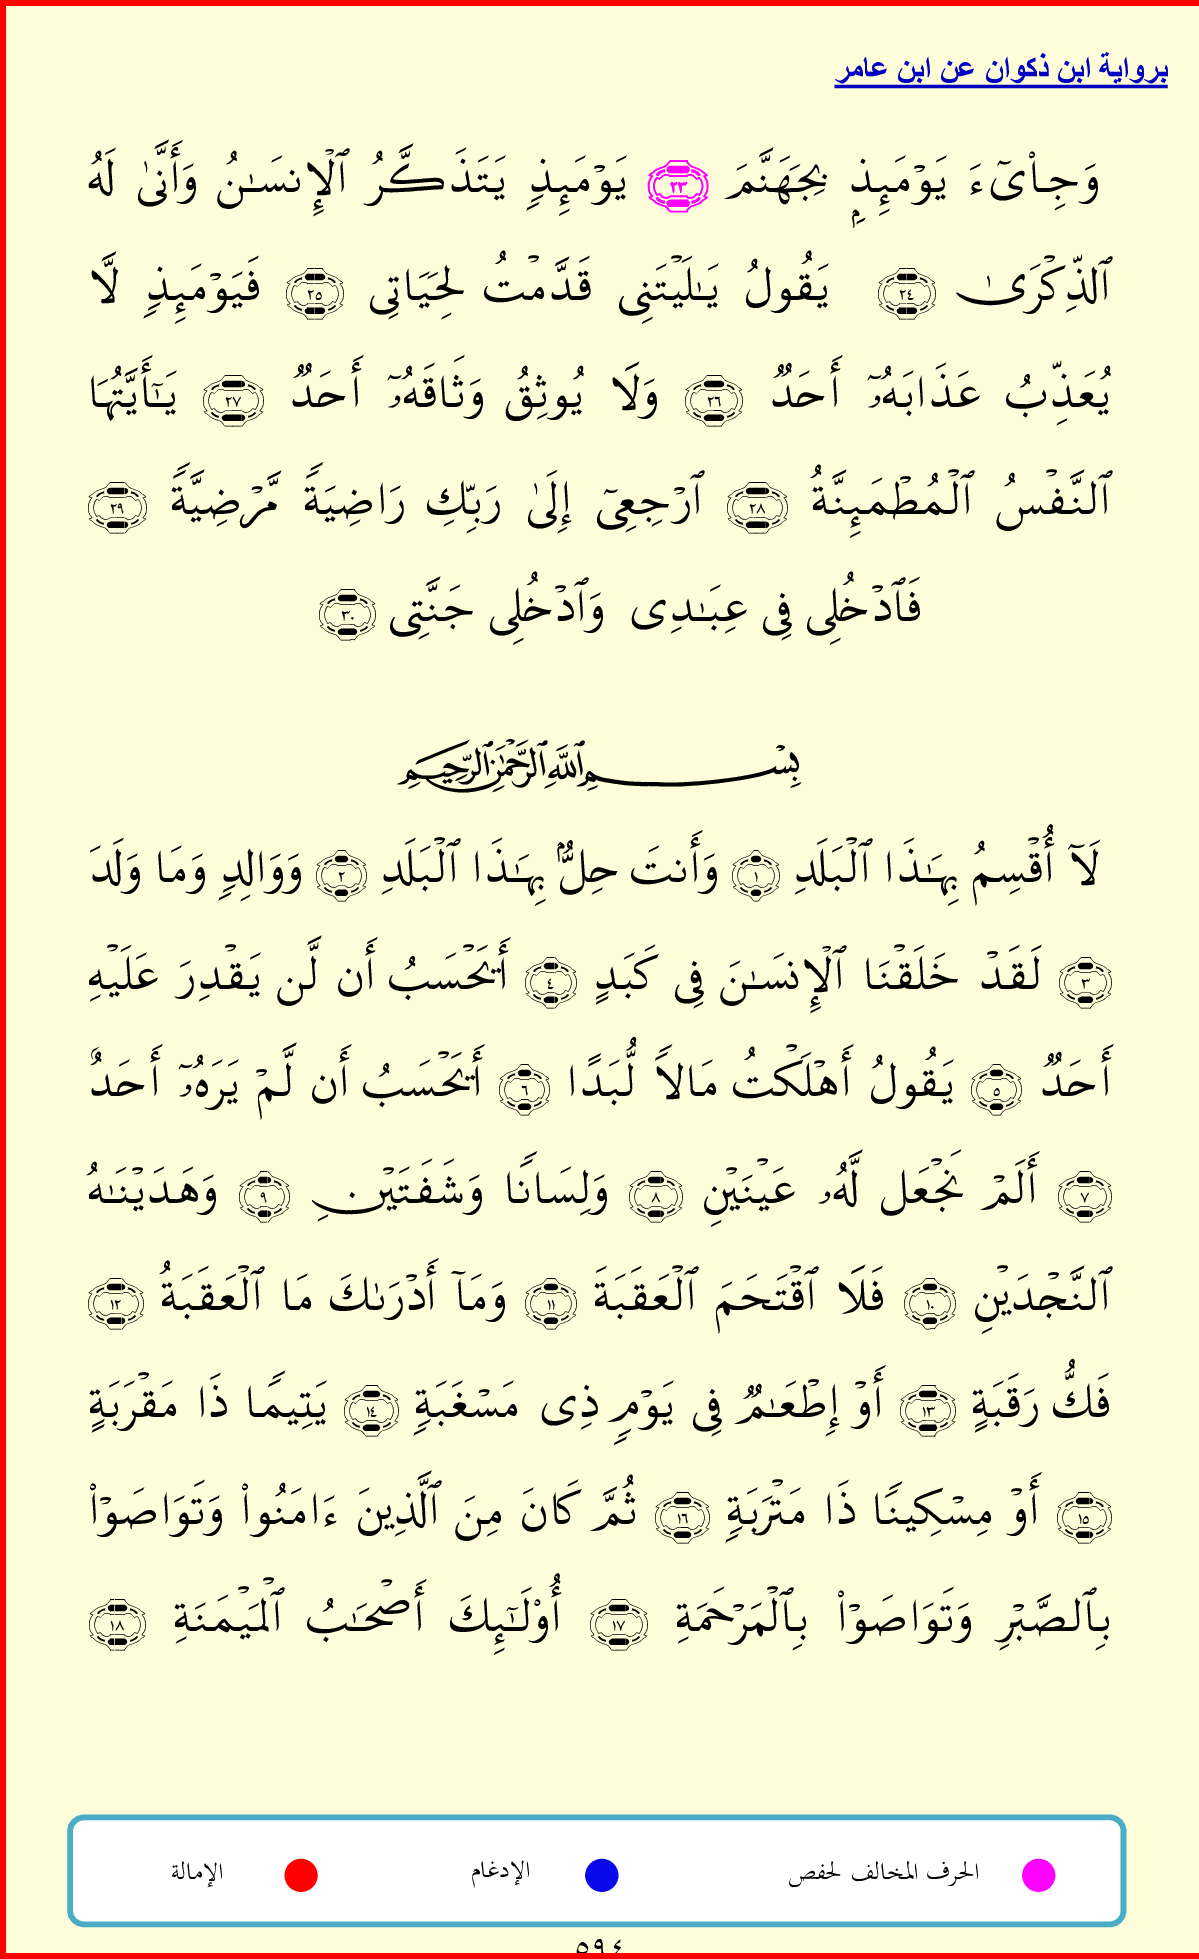 برواية ابن ذكوان عن ابن عامر
وَجِاْىٓءَ يَوْمَئِذٍۭ بِجَهَنَّمَ ٢٣ يَوْمَئِذٍ يَتَذَكَّرُ ٱلْإِنسَـٰنُ وَأَنَّىٰ لَهُ
ٱلذِّكْرَىٰ ٢٤ يَقُولُ يَـٰلَيْتَنِى قَدَّمْتُ لِحَيَاتِى ٢٥ فَيَوْمَئِذٍ لَّا
يُعَذِّبُ عَذَابَهُۥٓ أَحَدٌ ٢٦ وَلَا يُوثِقُ وَثَاقَهُۥٓ أَحَدٌ ٢٧ يَـٰٓأَيَّتُهَا
ٱلنَّفْسُ ٱلْمُطْمَئِنَّةُ ٢٨ ٱرْجِعِىٓ إِلَىٰ رَبِّكِ رَاضِيَةً مَّرْضِيَّةً ٢٩
فَٱدْخُلِى فِى عِبَـٰدِى وَٱدْخُلِى جَنَّتِى ٣٠
بِسْمِ ٱللَّهِ ٱلرَّحْمَـٰنِ ٱلرَّحِيمِ
لَآ أُقْسِمُ بِهَـٰذَا ٱلْبَلَدِ ١ وَأَنتَ حِلٌّۢ بِهَـٰذَا ٱلْبَلَدِ ٢ وَوَالِدٍ وَمَا وَلَدَ
٣ لَقَدْ خَلَقْنَا ٱلْإِنسَـٰنَ فِى كَبَدٍ ٤ أَيَحْسَبُ أَن لَّن يَقْدِرَ عَلَيْهِ
أَحَدٌ ٥ يَقُولُ أَهْلَكْتُ مَالًا لُّبَدًا ٦ أَيَحْسَبُ أَن لَّمْ يَرَهُۥٓ أَحَدٌ
٧ أَلَمْ نَجْعَل لَّهُۥ عَيْنَيْنِ ٨ وَلِسَانًا وَشَفَتَيْنِ ٩ وَهَدَيْنَـٰهُ
ٱلنَّجْدَيْنِ ١٠ فَلَا ٱقْتَحَمَ ٱلْعَقَبَةَ ١١ وَمَآ أَدْرَىٰكَ مَا ٱلْعَقَبَةُ ١٢
فَكُّ رَقَبَةٍ ١٣ أَوْ إِطْعَـٰمٌ فِى يَوْمٍ ذِى مَسْغَبَةٍ ١٤ يَتِيمًا ذَا مَقْرَبَةٍ
١٥ أَوْ مِسْكِينًا ذَا مَتْرَبَةٍ ١٦ ثُمَّ كَانَ مِنَ ٱلَّذِينَ ءَامَنُوا۟ وَتَوَاصَوْا۟
بِٱلصَّبْرِ وَتَوَاصَوْا۟ بِٱلْمَرْحَمَةِ ١٧ أُو۟لَـٰٓئِكَ أَصْحَـٰبُ ٱلْمَيْمَنَةِ ١٨
الحرف المخالف لحفص الإدغام الإمالة
٥٩٤